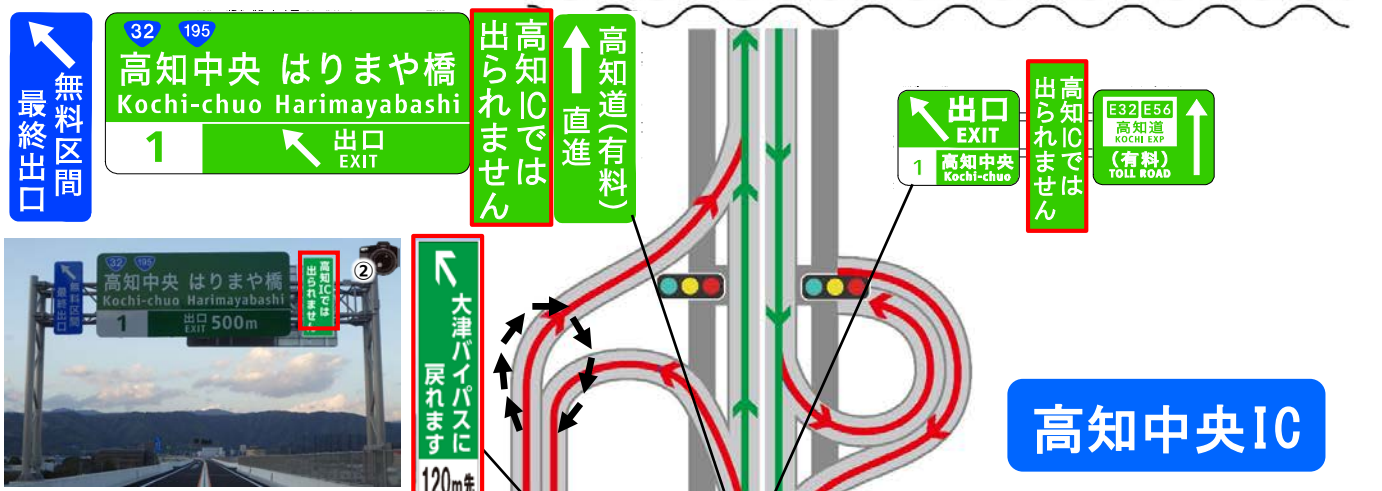 無料区間
最終出口
32 195
高知中央 はりまや橋
Kochi-chuo Harimayabashi
1
出口
EXIT
高知ICでは
出られません
高知道(有料)
直進
出口
EXIT
1
高知中央
Kochi-chuo
高知ICでは
出られません
E32 E56
高知道
KOCHI EXP
(有料)
TOLL ROAD
無料区間
最終出口
32 195
高知中央 はりまや橋
Kochi-chuo Harimayabashi
1
出口
EXIT 500m
高知ICでは
出られません
②
大津バイパスに
戻れます
120m先
高知中央IC